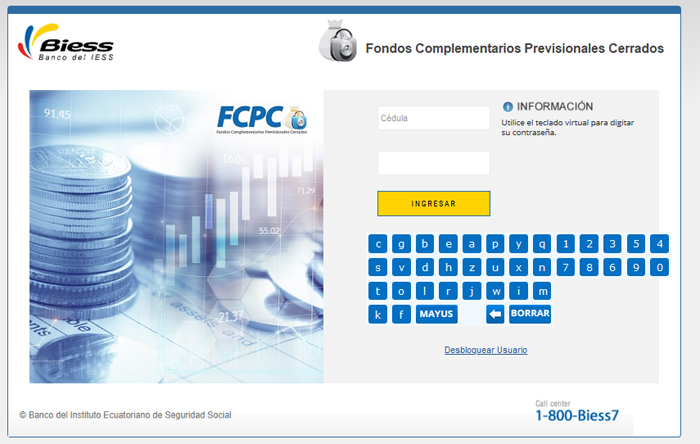 Biess
Banco del IESS
Fondos Complementarios Previsionales Cerrados
91.45
FCPC
Fondos Complementarios Previsionales Cerrados
76.04
71.29
55.02
21.37
Cédula
INFORMACIÓN
Utilice el teclado virtual para digitar
su contraseña.
INGRESAR
c g b e a p y q 1 2 3 5 4
s v d h z u x n 7 8 6 9 0
t o l r j w i m
k f MAYUS BORRAR
Desbloquear Usuario
© Banco del Instituto Ecuatoriano de Seguridad Social
Call center
1-800-Biess7